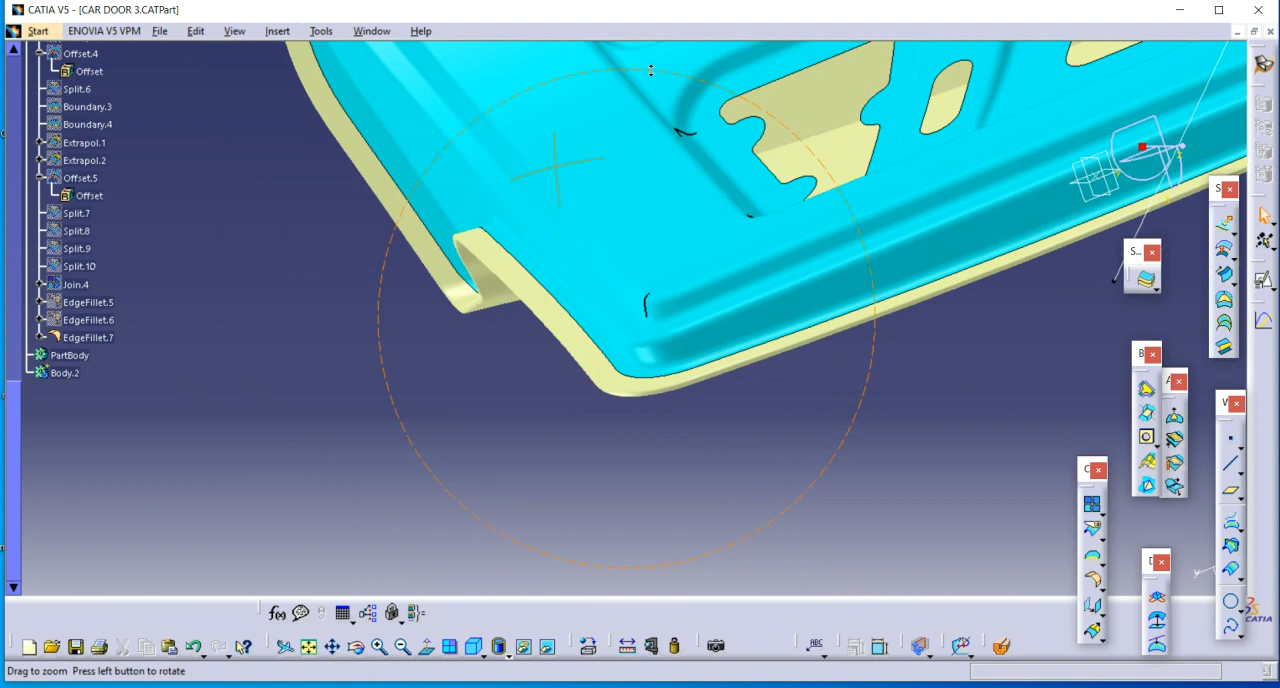 CATIA V5 - [CAR DOOR 3.CATPart]
Start ENOVIA V5 VPM File Edit View Insert Tools Window Help
Offset.4
Offset
Split.6
Boundary.3
Boundary.4
Extrapol.1
Extrapol.2
Offset.5
Offset
Split.7
Split.8
Split.9
Split.10
Join.4
EdgeFillet.5
EdgeFillet.6
EdgeFillet.7
PartBody
Body.2
S...
S...
B
A
W
C
D
y
f(x)
ABC
CATIA
Drag to zoom Press left button to rotate